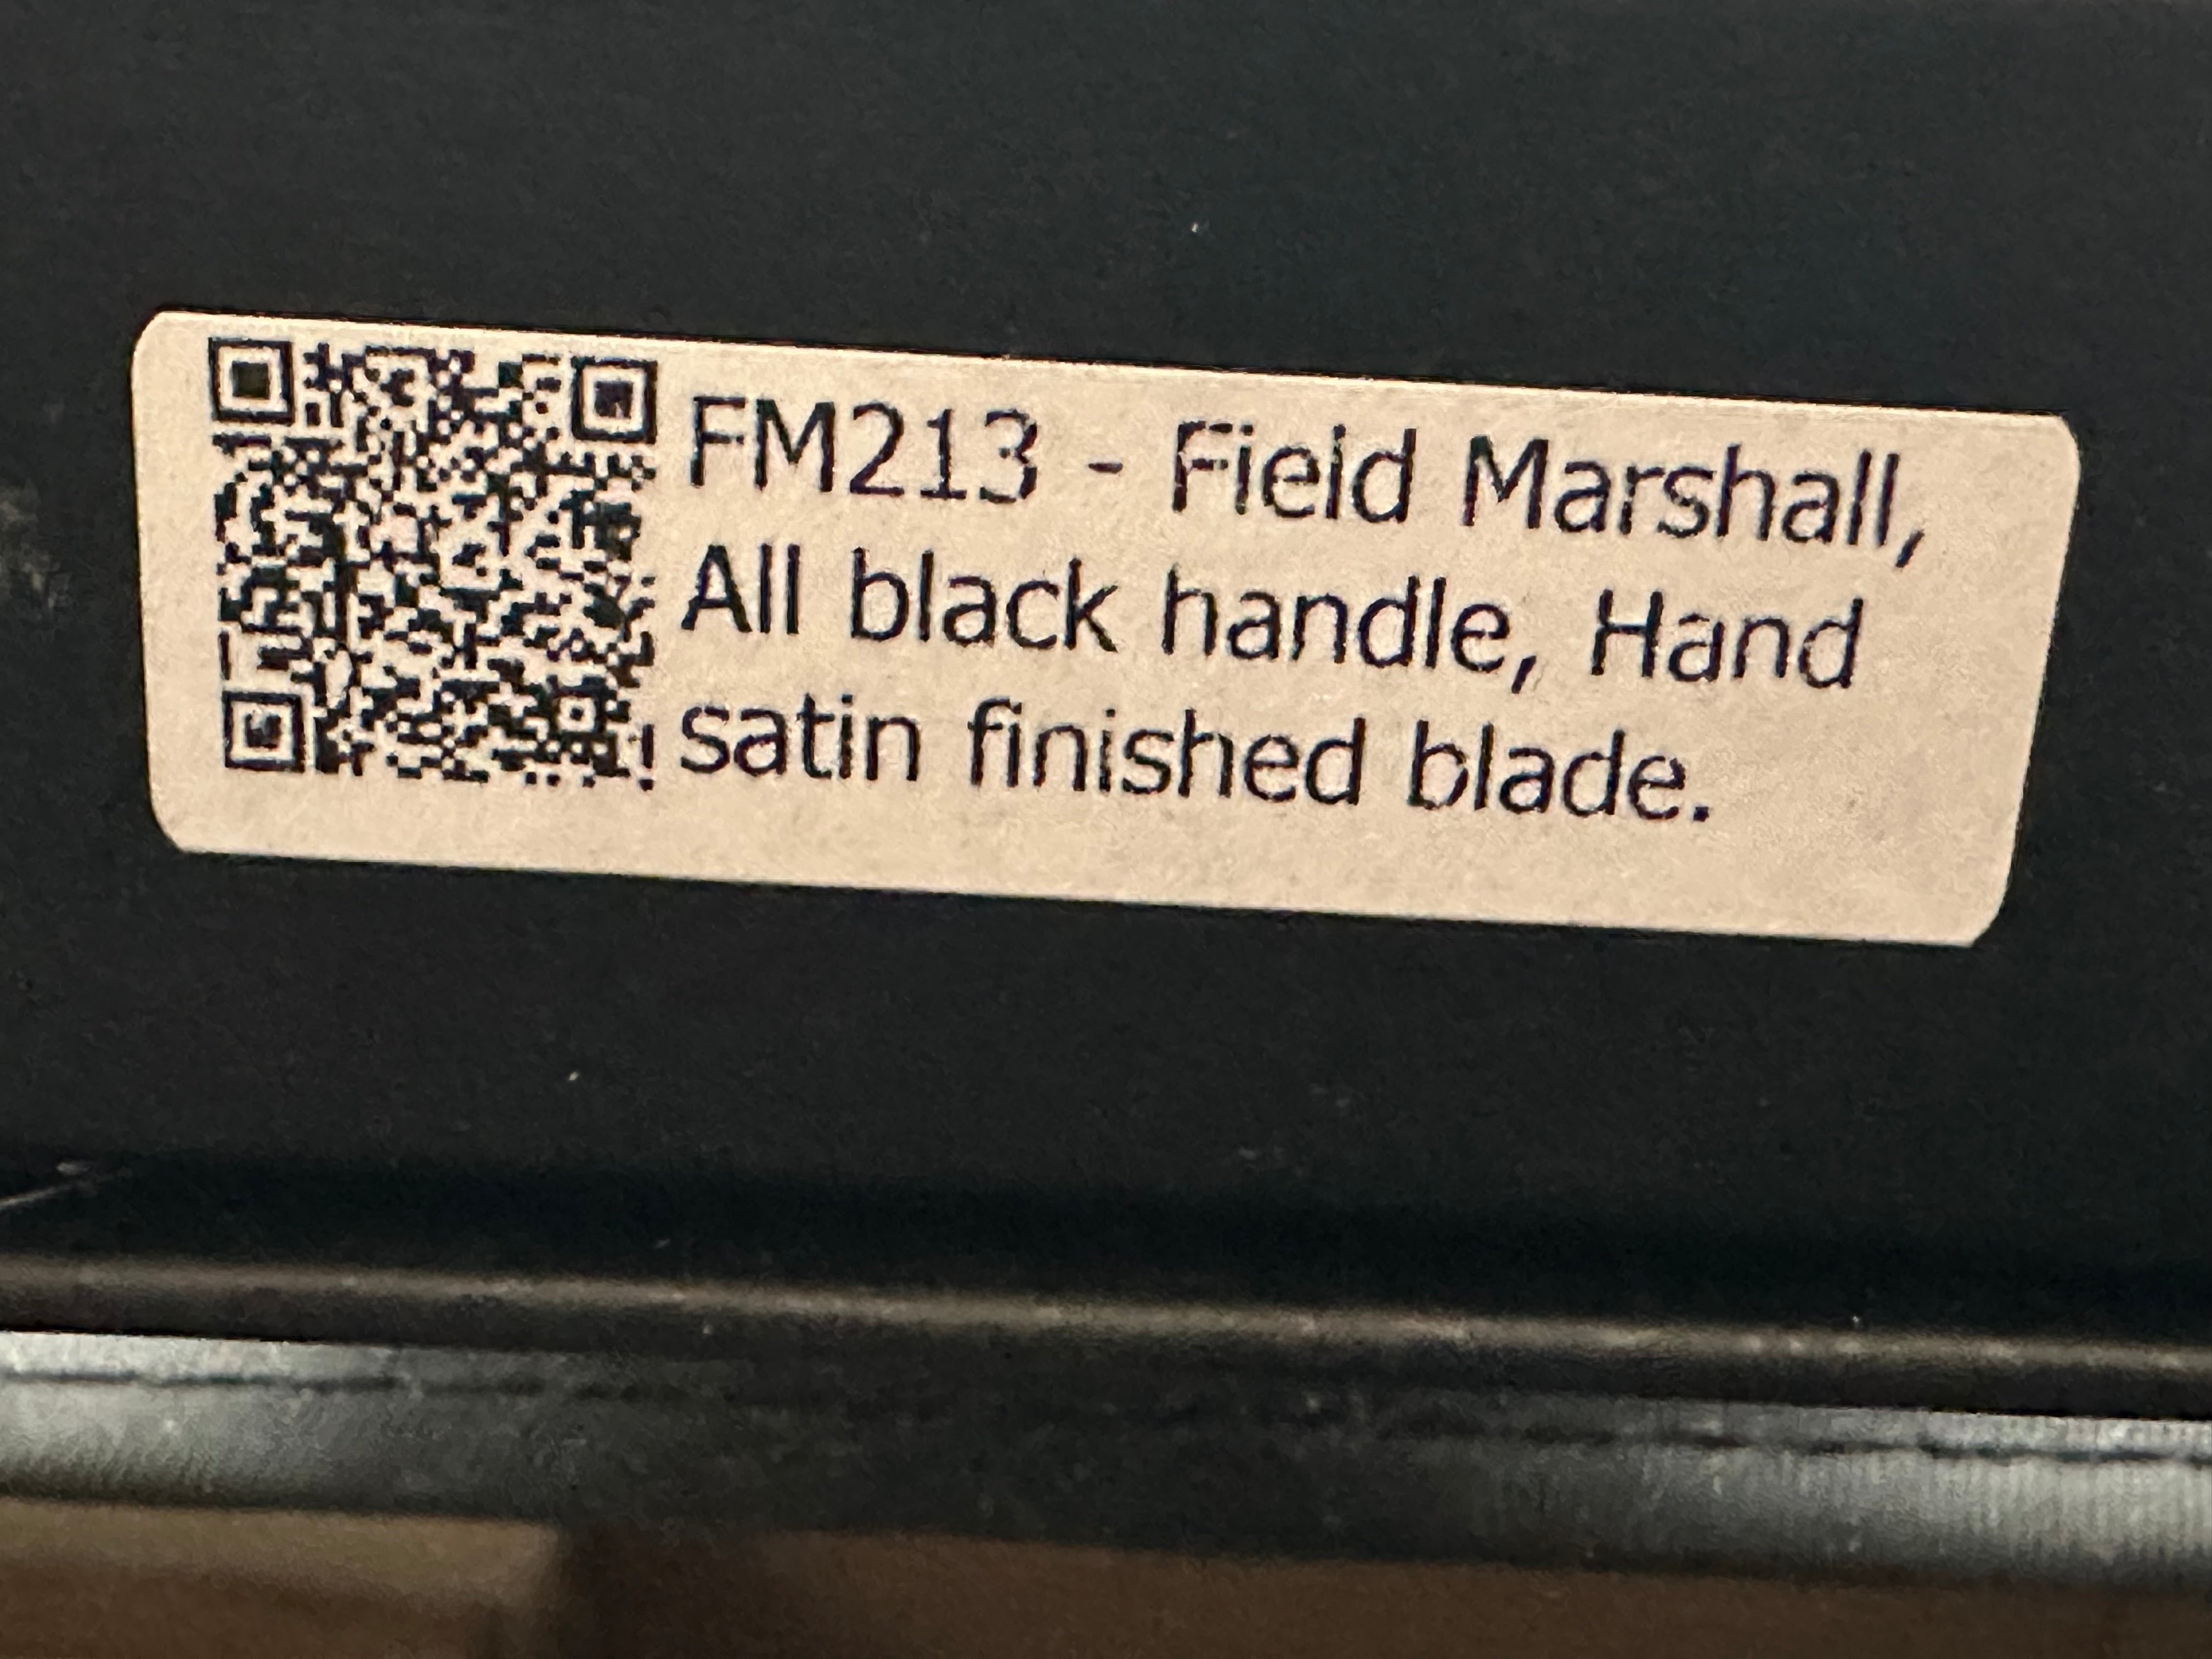 FM213 - Field Marshall,
All black handle, Hand
satin finished blade.